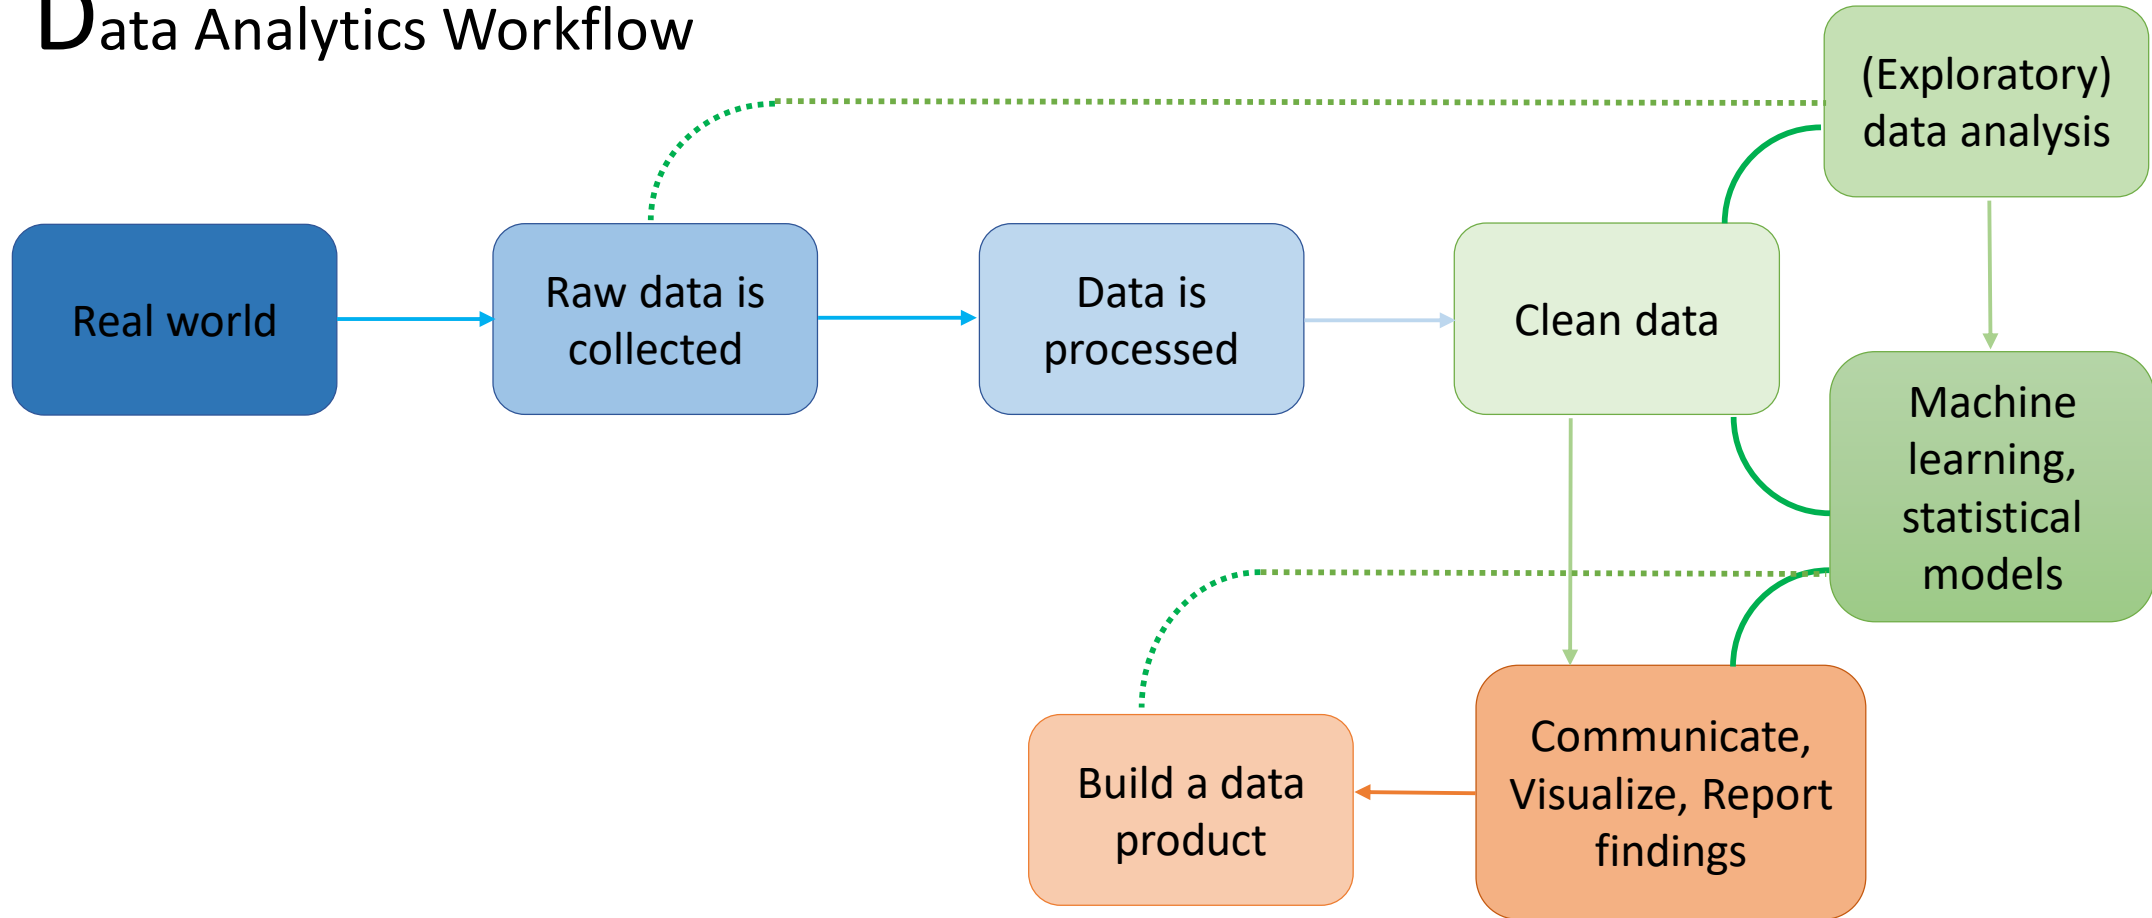 Data Analytics Workflow
(Exploratory)
data analysis
Real world
Raw data is
collected
Data is
processed
Clean data
Machine
learning,
statistical
models
Communicate,
Visualize, Report
findings
Build a data
product